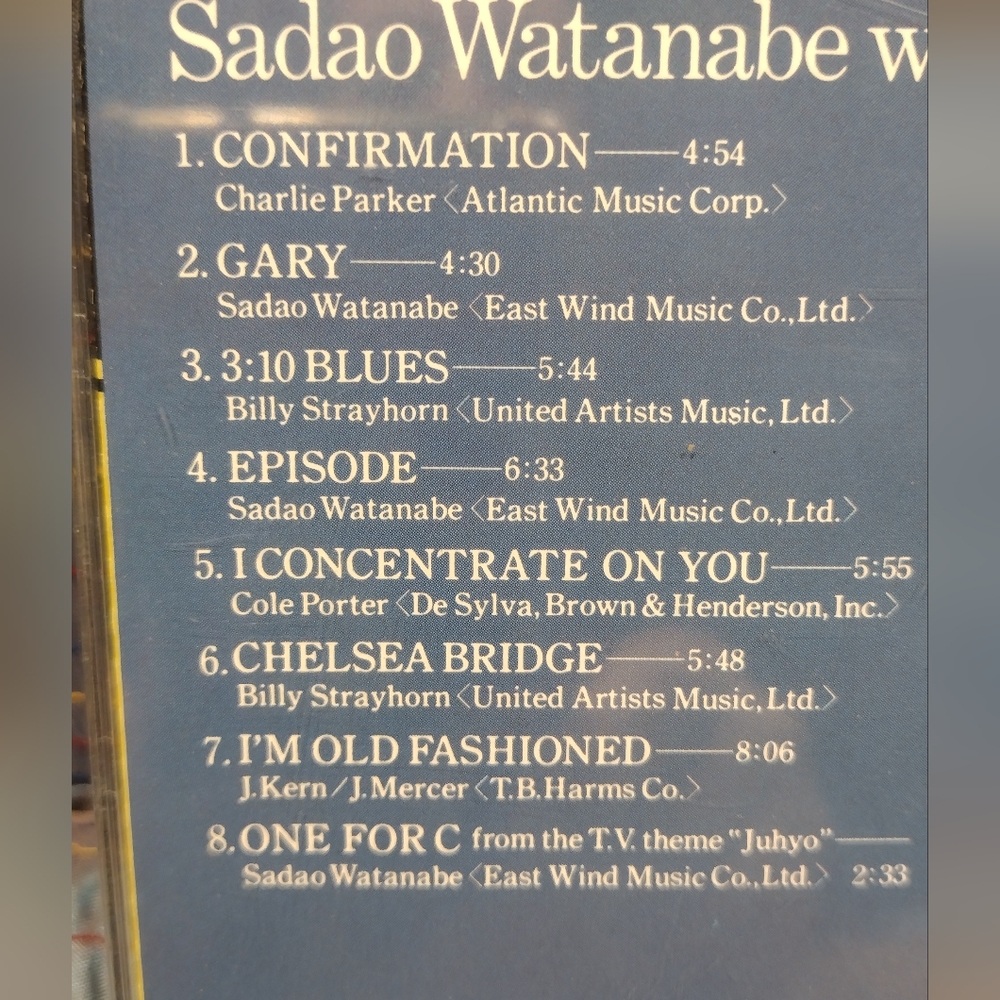 Sadao Watanabe w
1. CONFIRMATION——4:54
Charlie Parker〈Atlantic Music Corp.〉
2. GARY——4:30
Sadao Watanabe〈East Wind Music Co.,Ltd.〉
3. 3:10 BLUES——5:44
Billy Strayhorn〈United Artists Music, Ltd.〉
4. EPISODE——6:33
Sadao Watanabe〈East Wind Music Co.,Ltd.〉
5. I CONCENTRATE ON YOU——5:55
Cole Porter〈De Sylva, Brown & Henderson, Inc.〉
6. CHELSEA BRIDGE——5:48
Billy Strayhorn〈United Artists Music, Ltd.〉
7. I'M OLD FASHIONED——8:06
J.Kern/J.Mercer〈T.B.Harms Co.〉
8. ONE FOR C from the T.V. theme "Juhyo"——
Sadao Watanabe〈East Wind Music Co.,Ltd.〉 2:33